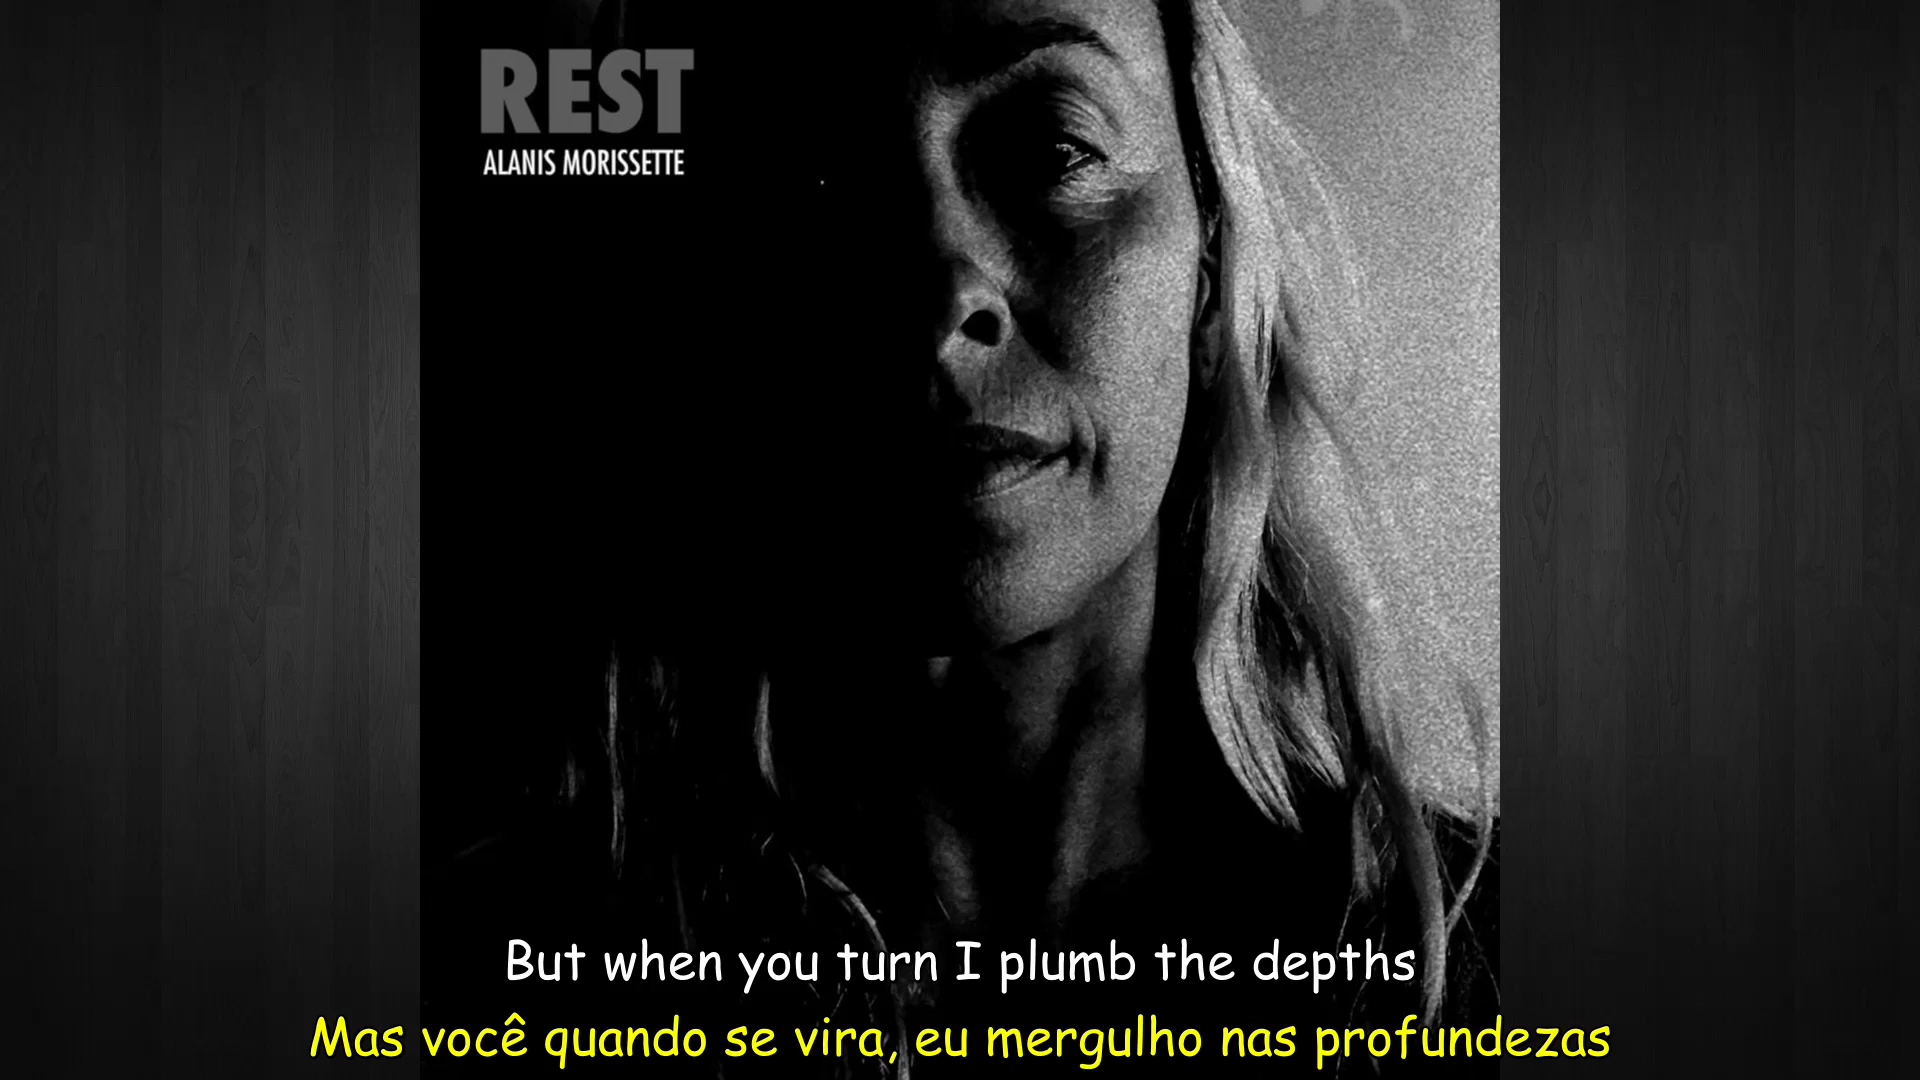 REST
ALANIS MORISSETTE
But when you turn I plumb the depths
Mas você quando se vira, eu mergulho nas profundezas